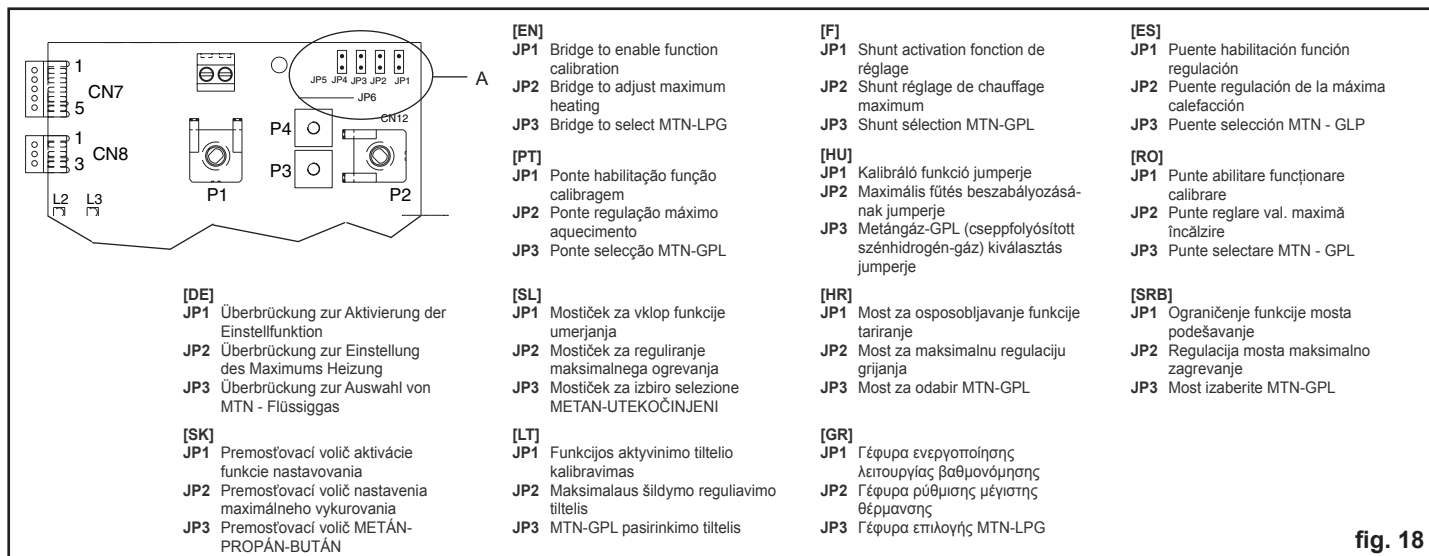 1
CN7
5
1
CN8
3
L2 L3
P1
P4
P3
P2
CN12
JP5 JP4 JP3 JP2 JP1
JP6
A
[EN]
JP1 Bridge to enable function
calibration
JP2 Bridge to adjust maximum
heating
JP3 Bridge to select MTN-LPG
[F]
JP1 Shunt activation fonction de
réglage
JP2 Shunt réglage de chauffage
maximum
JP3 Shunt sélection MTN-GPL
[ES]
JP1 Puente habilitación función
regulación
JP2 Puente regulación de la máxima
calefacción
JP3 Puente selección MTN - GLP
[PT]
JP1 Ponte habilitação função
calibragem
JP2 Ponte regulação máximo
aquecimento
JP3 Ponte selecção MTN-GPL
[HU]
JP1 Kalibráló funkció jumperje
JP2 Maximális fűtés beszabályozásá-
nak jumperje
JP3 Metángáz-GPL (cseppfolyósított
szénhidrogén-gáz) kiválasztás
jumperje
[RO]
JP1 Punte abilitare funcționare
calibrare
JP2 Punte reglare val. maximă
încălzire
JP3 Punte selectare MTN - GPL
[DE]
JP1 Überbrückung zur Aktivierung der
Einstellfunktion
JP2 Überbrückung zur Einstellung
des Maximums Heizung
JP3 Überbrückung zur Auswahl von
MTN - Flüssiggas
[SL]
JP1 Mostiček za vklop funkcije
umerjanja
JP2 Mostiček za reguliranje
maksimalnega ogrevanja
JP3 Mostiček za izbiro selezione
METAN-UTEKOČINJENI
[HR]
JP1 Most za osposobljavanje funkcije
tariranje
JP2 Most za maksimalnu regulaciju
grijanja
JP3 Most za odabir MTN-GPL
[SRB]
JP1 Ograničenje funkcije mosta
podešavanje
JP2 Regulacija mosta maksimalno
zagrevanje
JP3 Most izaberite MTN-GPL
[SK]
JP1 Premosťovací volič aktivácie
funkcie nastavovania
JP2 Premosťovací volič nastavenia
maximálneho vykurovania
JP3 Premosťovací volič METÁN-
PROPÁN-BUTÁN
[LT]
JP1 Funkcijos aktyvinimo tiltelio
kalibravimas
JP2 Maksimalaus šildymo reguliavimo
tiltelis
JP3 MTN-GPL pasirinkimo tiltelis
[GR]
JP1 Γέφυρα ενεργοποίησης
λειτουργίας βαθμονόμησης
JP2 Γέφυρα ρύθμισης μέγιστης
θέρμανσης
JP3 Γέφυρα επιλογής MTN-LPG
fig. 18